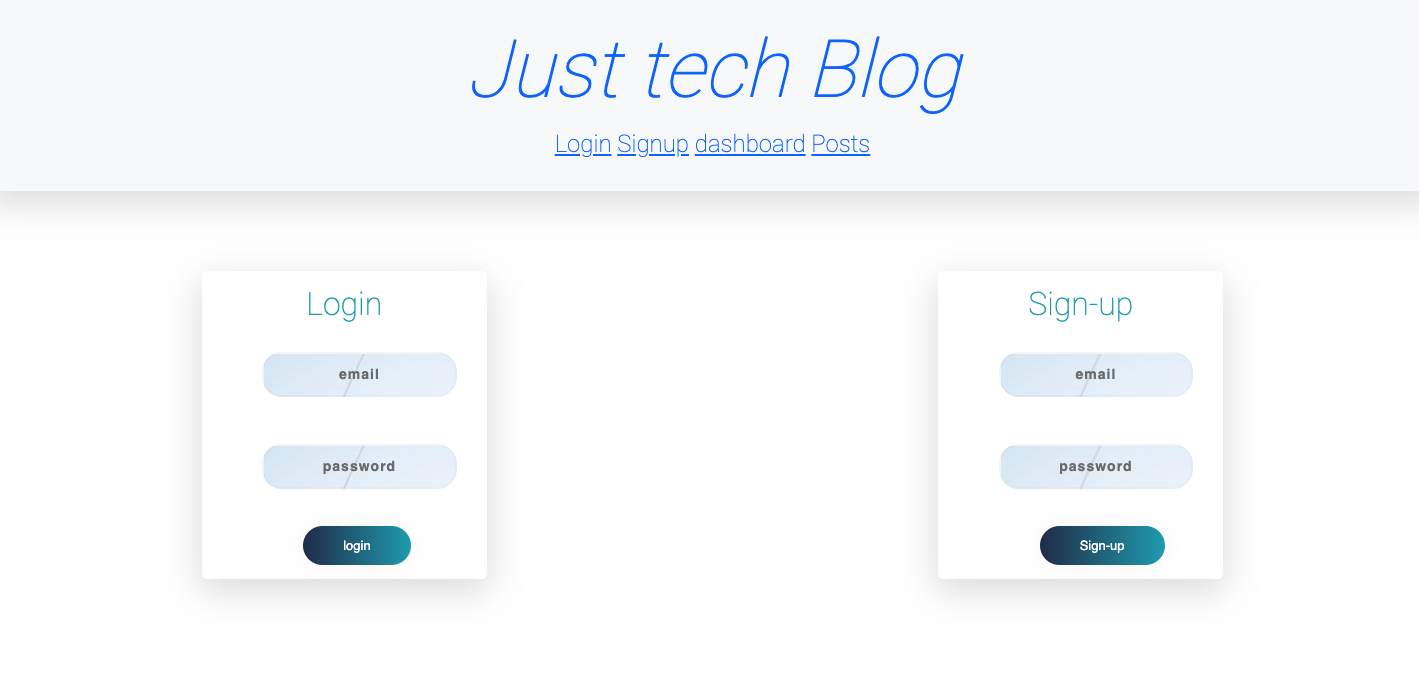 Just tech Blog
Login Signup dashboard Posts
Login
email
password
login
Sign-up
email
password
Sign-up